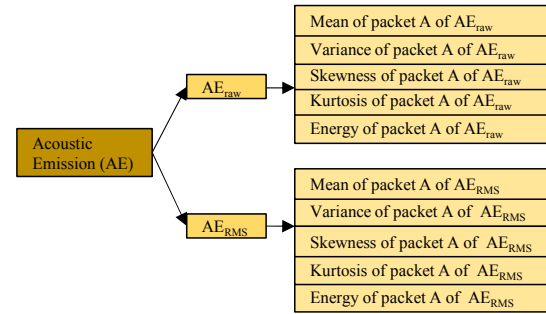 Mean of packet A of AEraw
Variance of packet A of AEraw
Skewness of packet A of AEraw
Kurtosis of packet A of AEraw
Energy of packet A of AEraw
AEraw
Acoustic
Emission (AE)
AERMS
Mean of packet A of AERMS
Variance of packet A of AERMS
Skewness of packet A of AERMS
Kurtosis of packet A of AERMS
Energy of packet A of AERMS